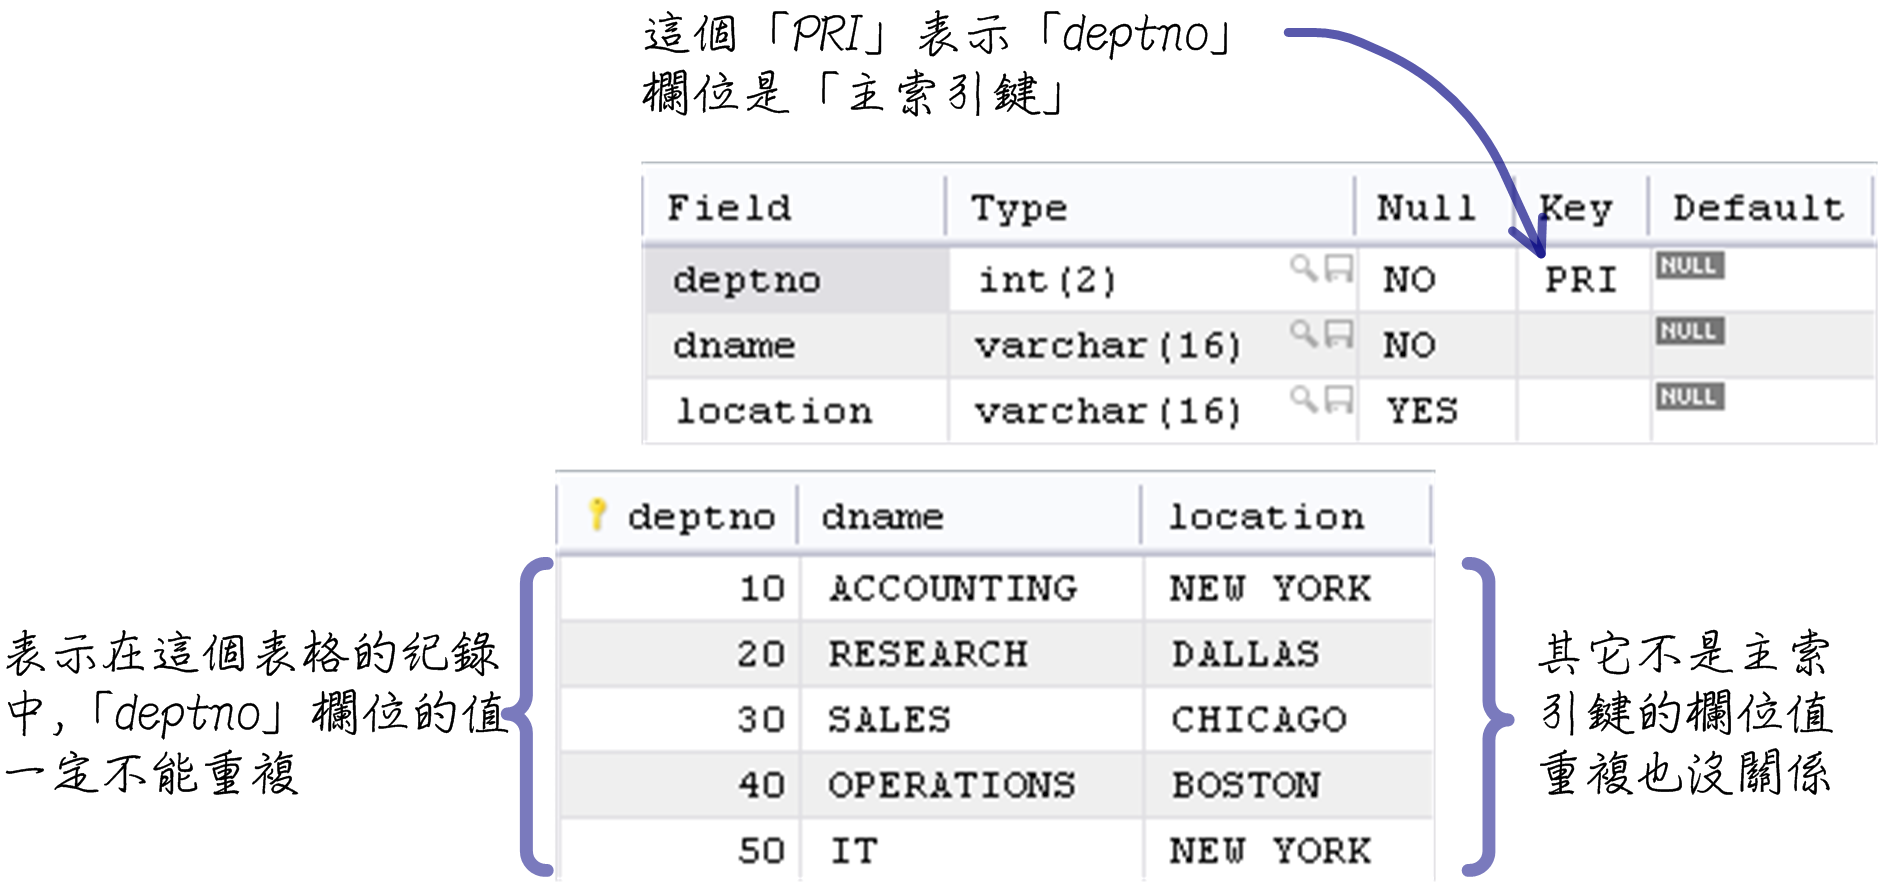 這個「PRI」表示「deptno」
欄位是「主索引鍵」
Field Type Null Key Default
deptno int(2) NO PRI NULL
dname varchar(16) NO NULL
location varchar(16) YES NULL
deptno dname location
10 ACCOUNTING NEW YORK
20 RESEARCH DALLAS
30 SALES CHICAGO
40 OPERATIONS BOSTON
50 IT NEW YORK
表示在這個表格的紀錄
中,「deptno」欄位的值
一定不能重複
其它不是主索
引鍵的欄位值
重複也沒關係